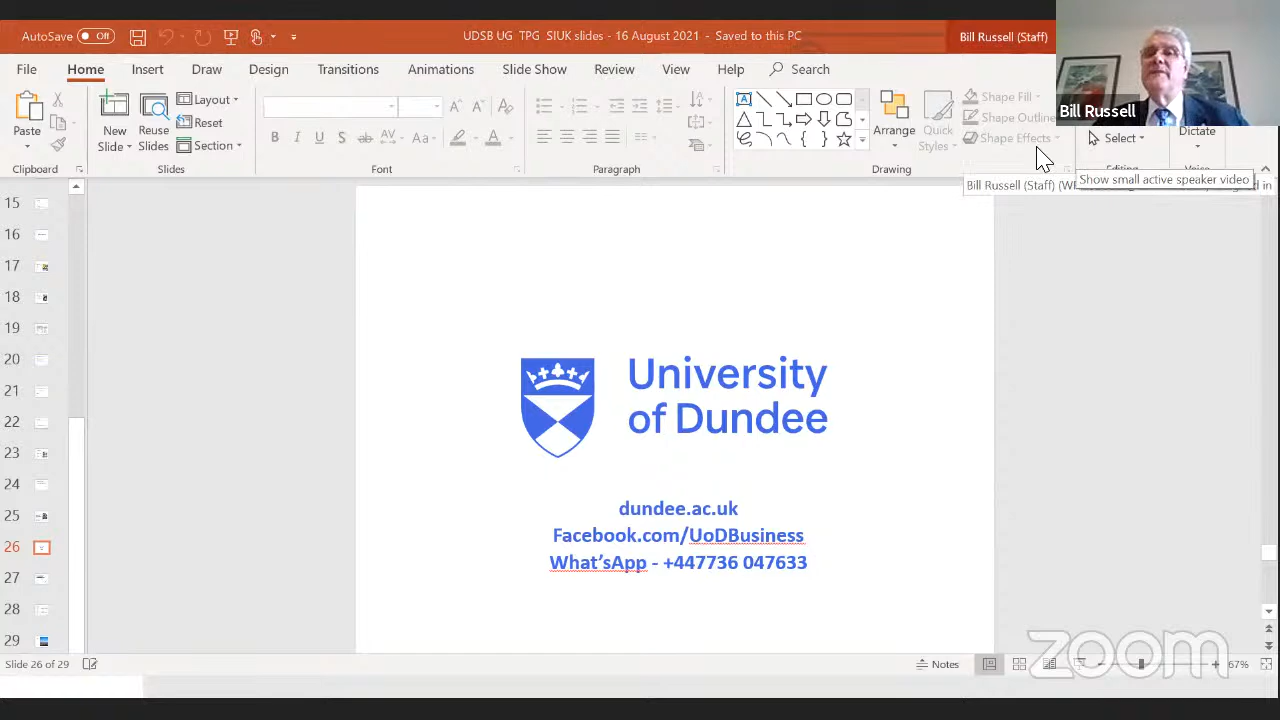 AutoSave Off
UDSB UG TPG SIUK slides - 16 August 2021 - Saved to this PC
Bill Russell (Staff)
File Home Insert Draw Design Transitions Animations Slide Show Review View Help Search
Bill Russell
Paste
New
Slide
Reuse
Slides
Layout
Reset
Section
Arrange
Quick
Styles
Shape Fill
Shape Outline
Shape Effects
Select
Dictate
Clipboard Slides Font Paragraph Drawing Editing Voice
Bill Russell (Staff)
Show small active speaker video
in
15
16
17
18
19
20
21
22
23
24
25
26
27
28
29
University
of Dundee
dundee.ac.uk
Facebook.com/UoDBusiness
What'sApp - +447736 047633
Slide 26 of 29
Notes
67%
zoom